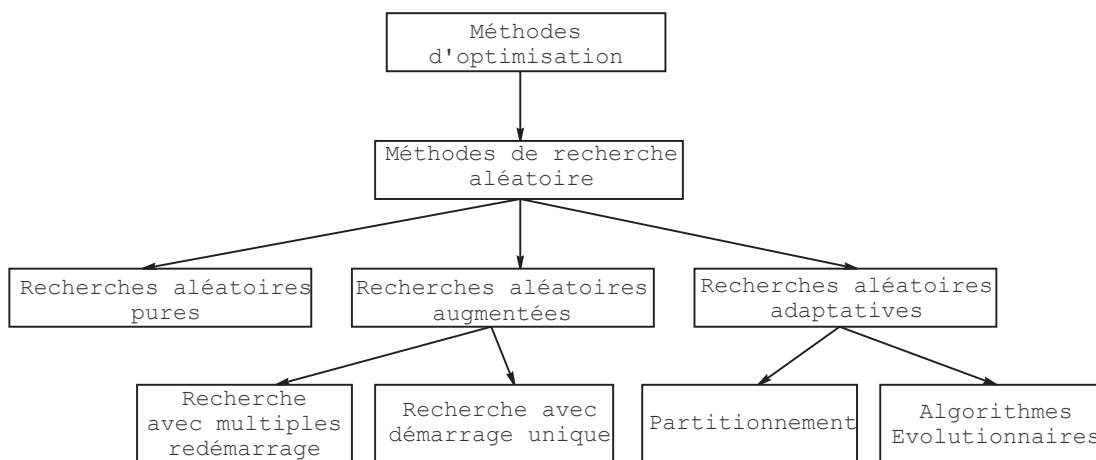 Méthodes
d'optimisation
Méthodes de recherche
aléatoire
Recherches aléatoires
pures
Recherches aléatoires
augmentées
Recherches aléatoires
adaptatives
Recherche
avec multiples
redémarrage
Recherche avec
démarrage unique
Partitionnement
Algorithmes
Evolutionnaires